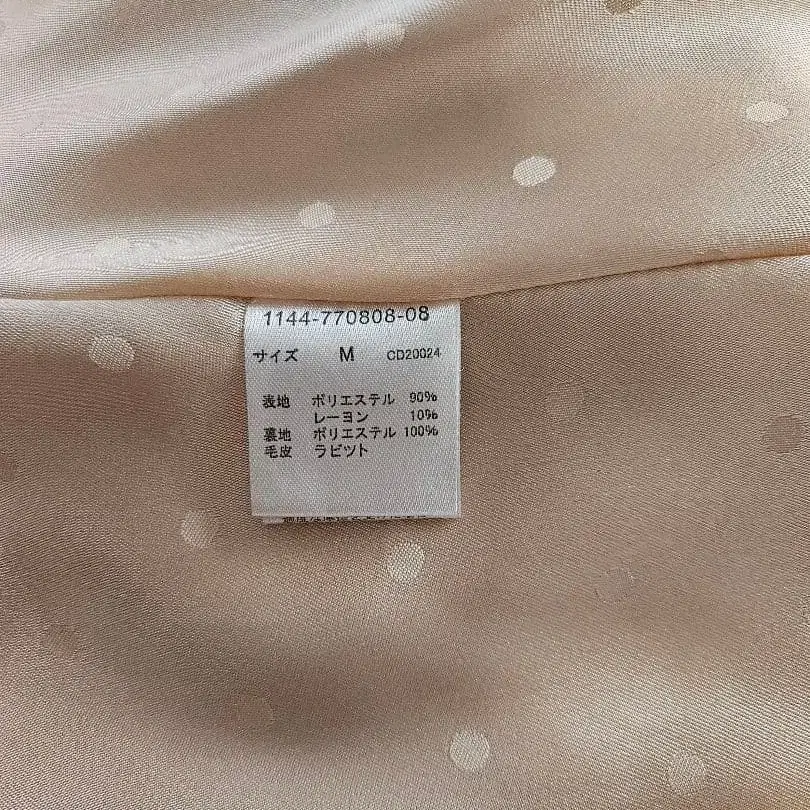 1144-770808-08
サイズ M CD20024
表地 ポリエステル 90%
レーヨン 10%
裏地 ポリエステル 100%
毛皮 ラビツト